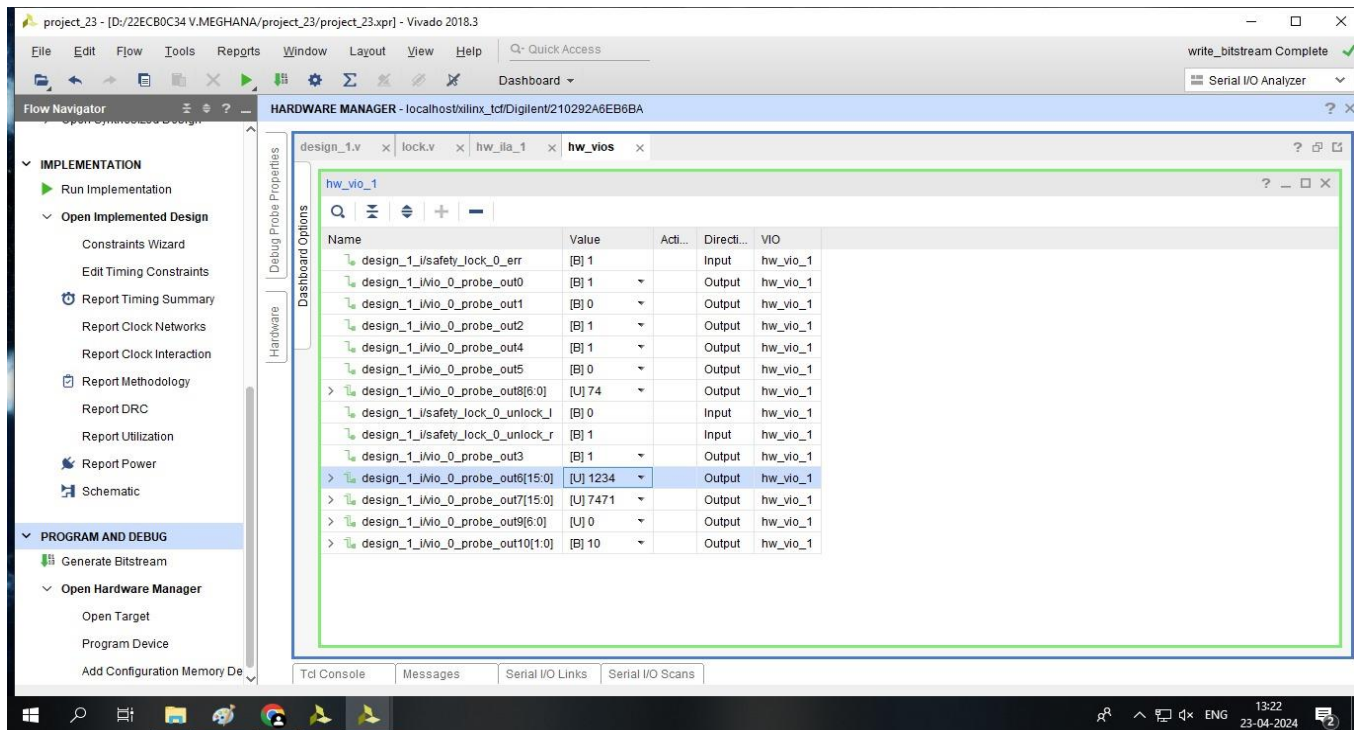 project_23 - [D:/22ECB0C34 V.MEGHANA/project_23/project_23.xpr] - Vivado 2018.3
File Edit Flow Tools Reports Window Layout View Help Q- Quick Access write_bitstream Complete
Dashboard Serial I/O Analyzer
Flow Navigator HARDWARE MANAGER - localhost/xilinx_tcf/Digilent/210292A6EB6BA
Open Synthesized Design
IMPLEMENTATION
Run Implementation
Open Implemented Design
Constraints Wizard
Edit Timing Constraints
Report Timing Summary
Report Clock Networks
Report Clock Interaction
Report Methodology
Report DRC
Report Utilization
Report Power
Schematic
PROGRAM AND DEBUG
Generate Bitstream
Open Hardware Manager
Open Target
Program Device
Add Configuration Memory De
Debug Probe Properties
Hardware
Dashboard Options
design_1.v lock.v hw_ila_1 hw_vios
hw_vio_1
Name Value Acti... Directi... VIO
design_1_i/safety_lock_0_err [B] 1 Input hw_vio_1
design_1_i/vio_0_probe_out0 [B] 1 Output hw_vio_1
design_1_i/vio_0_probe_out1 [B] 0 Output hw_vio_1
design_1_i/vio_0_probe_out2 [B] 1 Output hw_vio_1
design_1_i/vio_0_probe_out4 [B] 1 Output hw_vio_1
design_1_i/vio_0_probe_out5 [B] 0 Output hw_vio_1
design_1_i/vio_0_probe_out8[6:0] [U] 74 Output hw_vio_1
design_1_i/safety_lock_0_unlock_l [B] 0 Input hw_vio_1
design_1_i/safety_lock_0_unlock_r [B] 1 Input hw_vio_1
design_1_i/vio_0_probe_out3 [B] 1 Output hw_vio_1
design_1_i/vio_0_probe_out6[15:0] [U] 1234 Output hw_vio_1
design_1_i/vio_0_probe_out7[15:0] [U] 7471 Output hw_vio_1
design_1_i/vio_0_probe_out9[6:0] [U] 0 Output hw_vio_1
design_1_i/vio_0_probe_out10[1:0] [B] 10 Output hw_vio_1
Tcl Console Messages Serial I/O Links Serial I/O Scans
ENG 13:22
23-04-2024
2